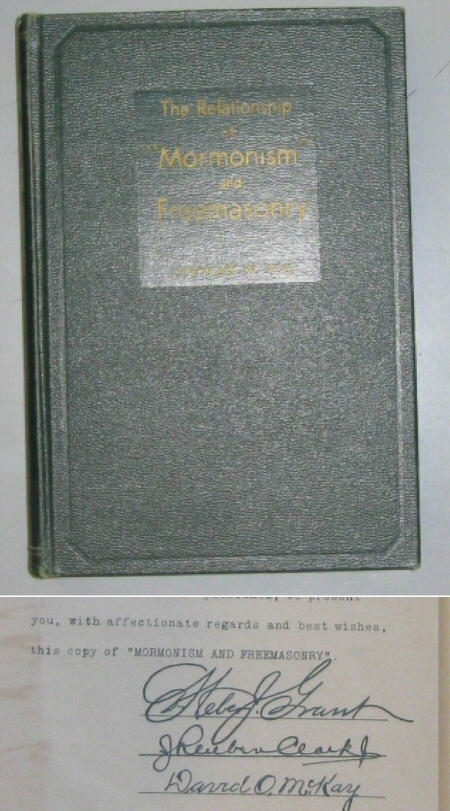 The Relationship
of
"Mormonism"
and
Freemasonry
you, with affectionate regards and best wishes,
this copy of "MORMONISM AND FREEMASONRY".
Heber J. Grant
J Reuben Clark Jr
David O. McKay